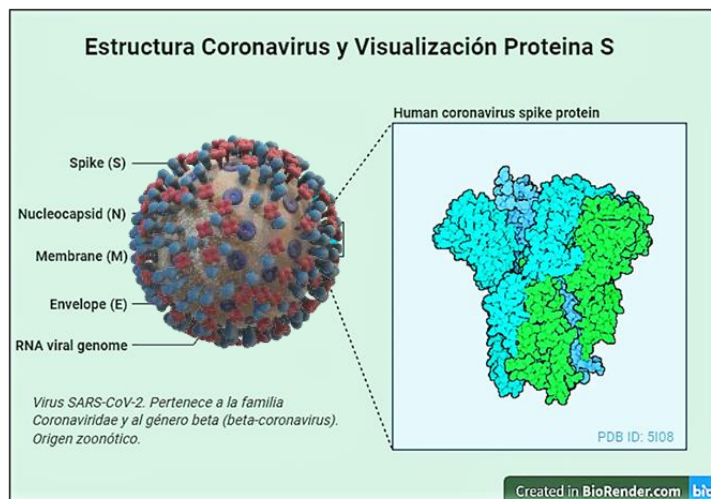 Estructura Coronavirus y Visualización Proteina S
Human coronavirus spike protein
Spike (S)
Nucleocapsid (N)
Membrane (M)
Envelope (E)
RNA viral genome
Virus SARS-CoV-2. Pertenece a la familia
Coronaviridae y al género beta (beta-coronavirus).
Origen zoonótico.
PDB ID: 5I08
Created in BioRender.com